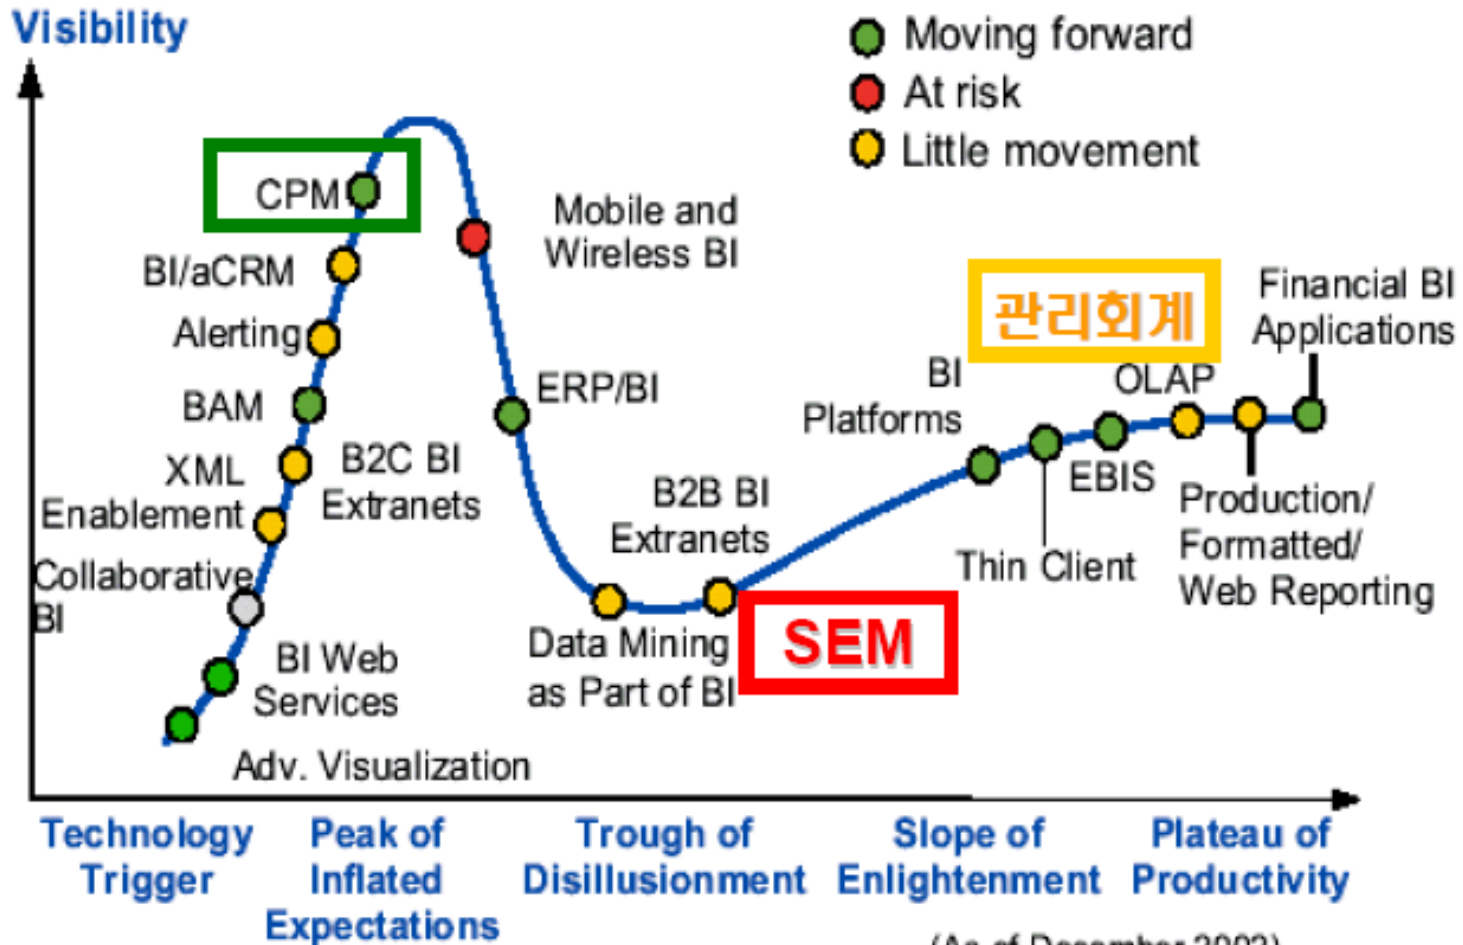 Visibility
Moving forward
At risk
Little movement
CPM
Mobile and
Wireless BI
BI/aCRM
Alerting
BAM
XML
Enablement
Collaborative
BI
B2C BI
Extranets
BI Web
Services
Adv. Visualization
ERP/BI
B2B BI
Extranets
Data Mining
as Part of BI
SEM
BI
Platforms
관리회계
OLAP
Financial BI
Applications
EBIS
Thin Client
Production/
Formatted/
Web Reporting
Technology
Trigger
Peak of
Inflated
Expectations
Trough of
Disillusionment
Slope of
Enlightenment
Plateau of
Productivity
(As of December